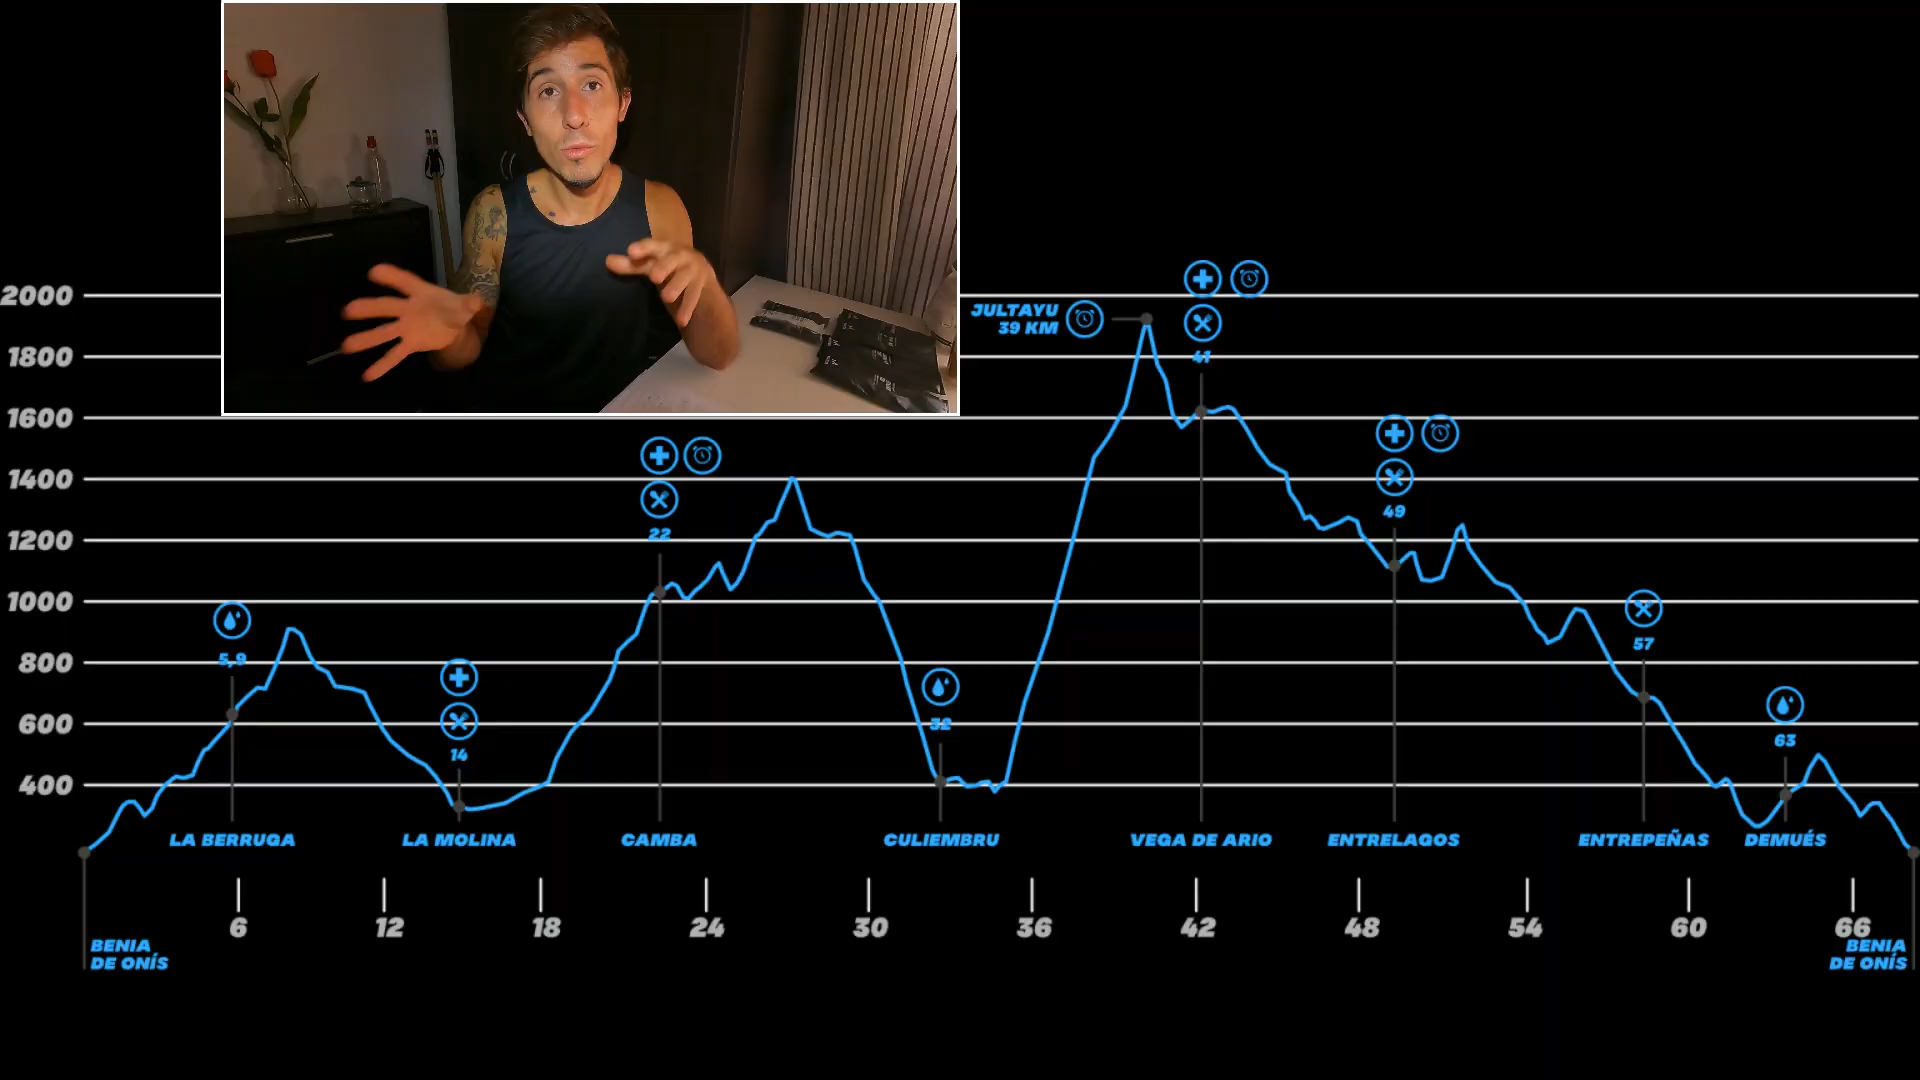 2000
1800
1600
1400
1200
1000
800
600
400
JULTAYU
39 KM
41
22
49
5,9
14
32
57
63
LA BERRUGA
LA MOLINA
CAMBA
CULIEMBRU
VEGA DE ARIO
ENTRELAGOS
ENTREPEÑAS
DEMUÉS
6
12
18
24
30
36
42
48
54
60
66
BENIA
DE ONÍS
BENIA
DE ONÍS